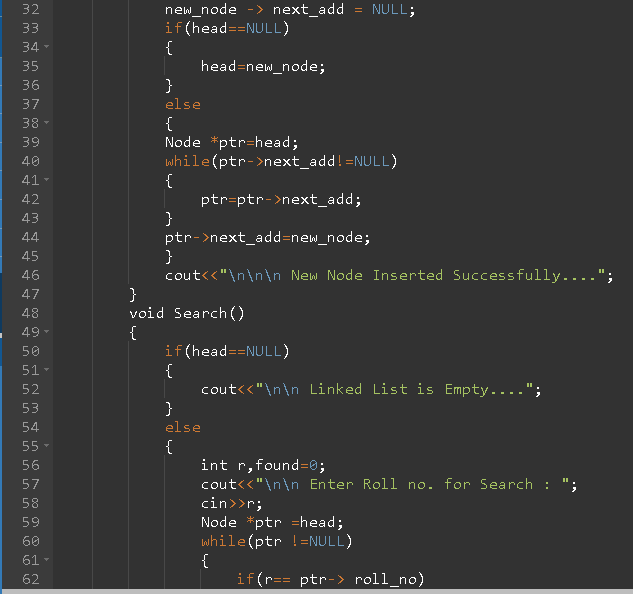 32 new_node -> next_add = NULL;
33 if(head==NULL)
34 {
35 head=new_node;
36 }
37 else
38 {
39 Node *ptr=head;
40 while(ptr->next_add!=NULL)
41 {
42 ptr=ptr->next_add;
43 }
44 ptr->next_add=new_node;
45 }
46 cout<<"\n\n\n New Node Inserted Successfully....";
47 }
48 void Search()
49 {
50 if(head==NULL)
51 {
52 cout<<"\n\n Linked List is Empty....";
53 }
54 else
55 {
56 int r,found=0;
57 cout<<"\n\n Enter Roll no. for Search : ";
58 cin>>r;
59 Node *ptr =head;
60 while(ptr !=NULL)
61 {
62 if(r== ptr-> roll_no)